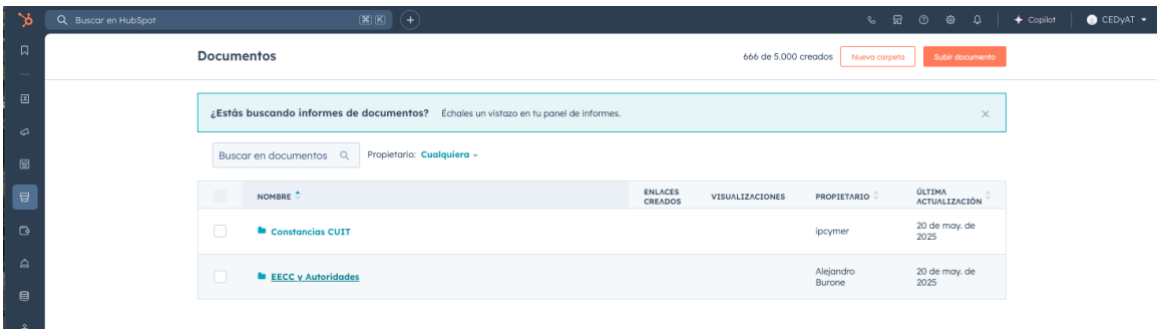 Buscar en HubSpot
⌘ K
+
Copilot
CEDyAT
Documentos
666 de 5.000 creados
Nueva carpeta
Subir documento
¿Estás buscando informes de documentos? Échales un vistazo en tu panel de informes.
Buscar en documentos
Propietario: Cualquiera
NOMBRE
ENLACES CREADOS
VISUALIZACIONES
PROPIETARIO
ÚLTIMA ACTUALIZACIÓN
Constancias CUIT
ipcymer
20 de may. de
2025
EECC y Autoridades
Alejandro
Burone
20 de may. de
2025